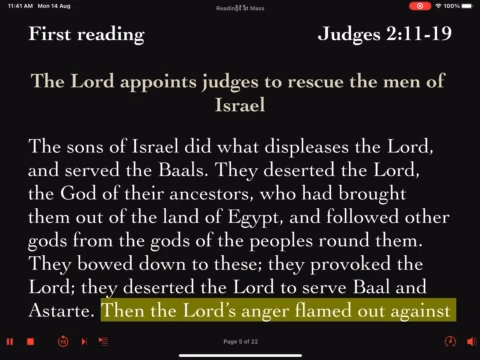 11:41 AM Mon 14 Aug
100%
First reading
Judges 2:11-19
The Lord appoints judges to rescue the men of
Israel
The sons of Israel did what displeases the Lord,
and served the Baals. They deserted the Lord,
the God of their ancestors, who had brought
them out of the land of Egypt, and followed other
gods from the gods of the peoples round them.
They bowed down to these; they provoked the
Lord; they deserted the Lord to serve Baal and
Astarte. Then the Lord's anger flamed out against
Page 5 of 22